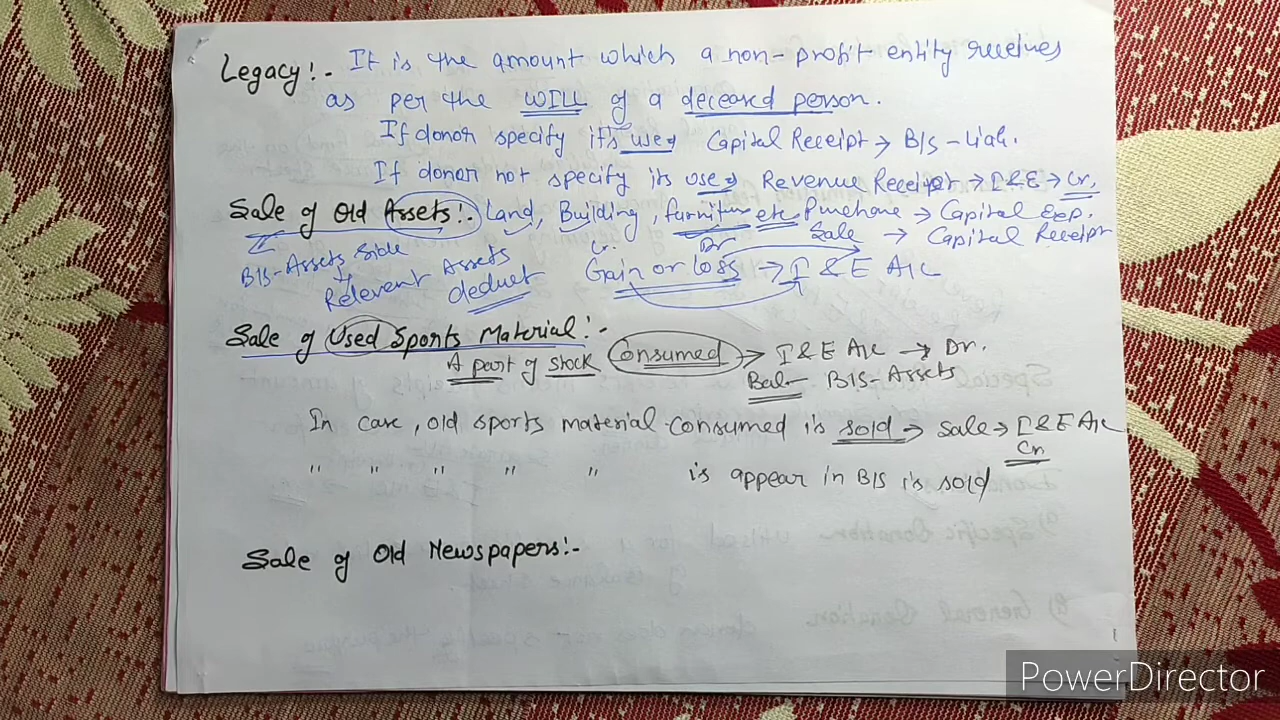 Legacy:- It is the amount which a non-profit entity receives
as per the WILL of a deceased person.
If donor specify it's use → Capital Receipt → B/S - Liab.
If donor not specify its use → Revenue Receipt → I&E → Cr.
Sale of Old Assets:- Land, Building, furniture etc Purchase → Capital Exp.
Sale → Capital Receipt
B/S-Assets side
Relevent Assets deduct
Cr. Dr
Gain or loss → I & E A/c
Sale of Used Sports Material:-
A part of stock Consumed → I&E A/c → Dr.
Bal- B/S-Assets
In case, old sports material consumed is sold → Sale → I&E A/c
Cr
" " " " " is appear in B/S is sold
Sale of Old Newspapers:-
PowerDirector